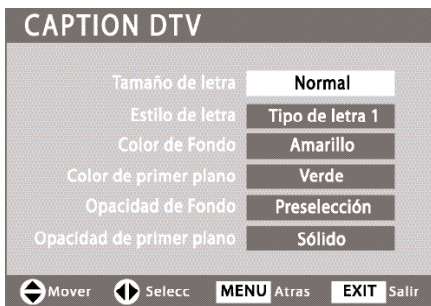 CAPTION DTV
Tamaño de letra Normal
Estilo de letra Tipo de letra 1
Color de Fondo Amarillo
Color de primer plano Verde
Opacidad de Fondo Preselección
Opacidad de primer plano Sólido
Mover Selecc MENU Atras EXIT Salir